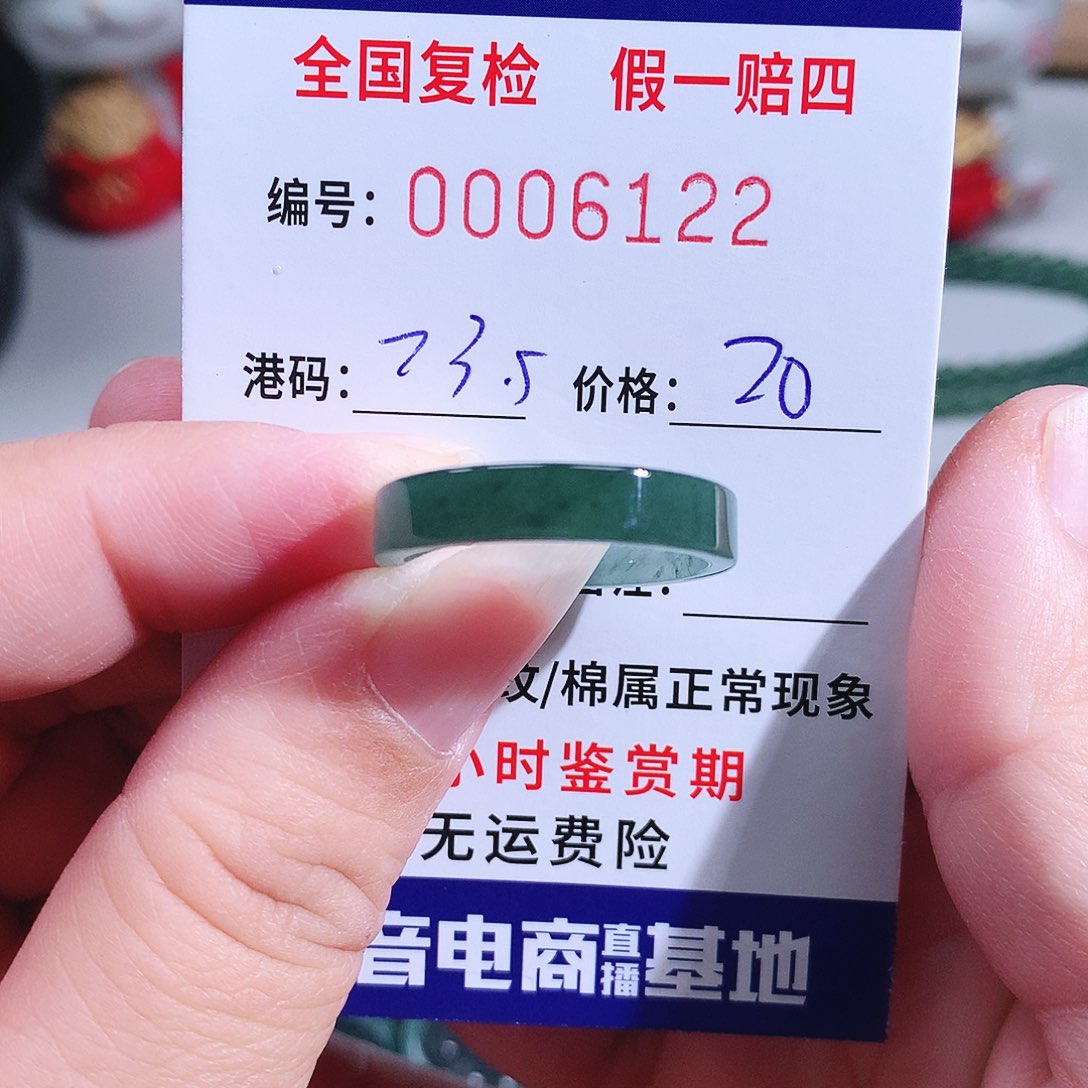 全国复检 假一赔四
编号：0006122
港码：23.5 价格：20
/棉属正常现象
小时鉴赏期
无运费险
音电商直播基地